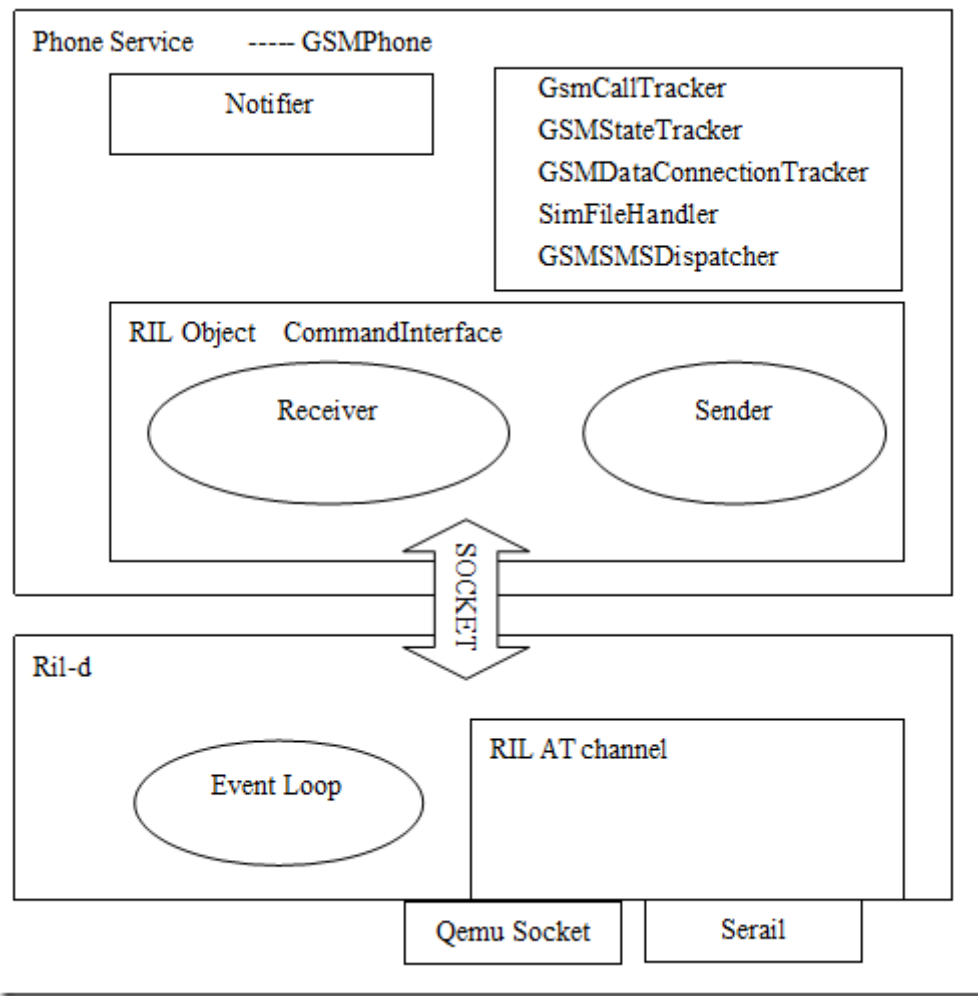 Phone Service ----- GSMPhone
Notifier
GsmCallTracker
GSMStateTracker
GSMDataConnectionTracker
SimFileHandler
GSMSMSDispatcher
RIL Object CommandInterface
Receiver
Sender
SOCKET
Ril-d
RIL AT channel
Event Loop
Qemu Socket
Serail